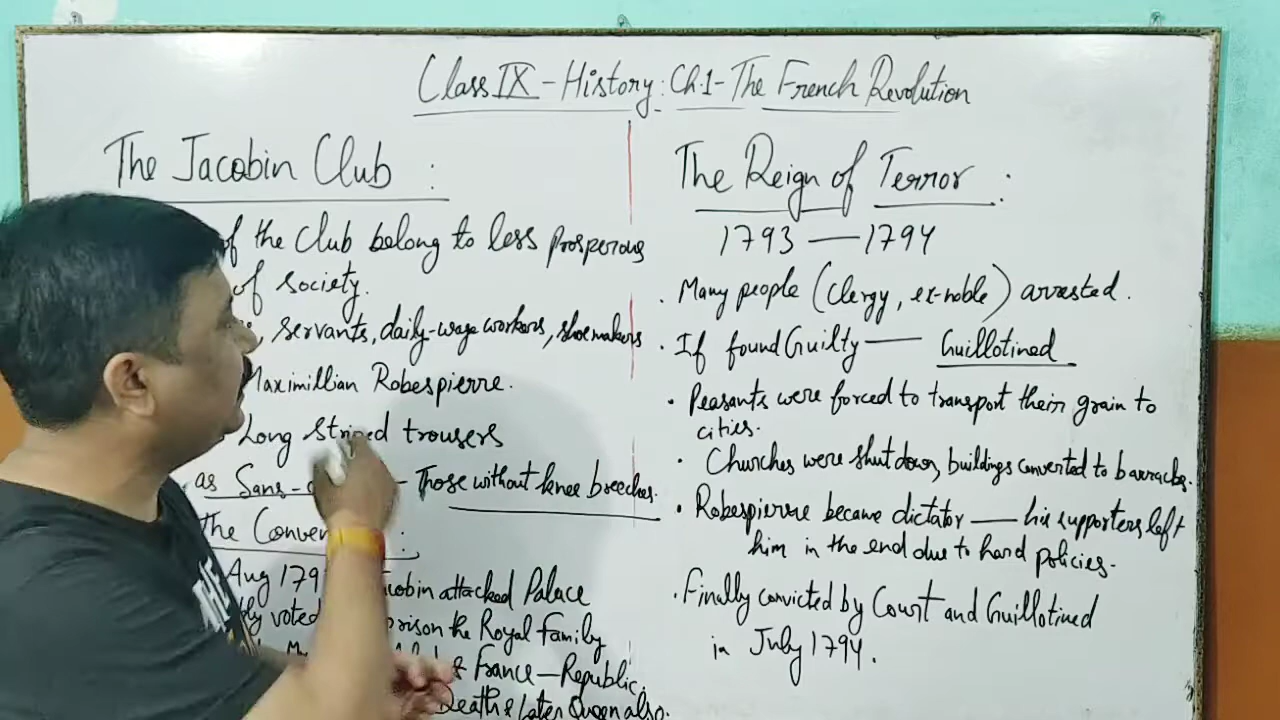 Class IX - History: Ch.1- The French Revolution
The Jacobin Club :
of the Club belong to less prosperous
of society.
, servants, daily-wage workers, shoemakers
Maximillian Robespierre.
Long striped trousers
as Sans- - Those without knee breeches.
the Conven :
Aug 179 Jacobin attacked Palace
voted the Royal Family
& France - Republic.
Death & later Queen also.
The Reign of Terror :
1793 — 1794
. Many people (Clergy, ex-noble) arrested.
. If found Guilty — Guillotined
. Peasants were forced to transport their grain to
cities.
. Churches were shut down, buildings converted to barracks.
. Robespierre became dictator — his supporters left
him in the end due to hard policies.
. Finally convicted by Court and Guillotined
in July 1794.
THE